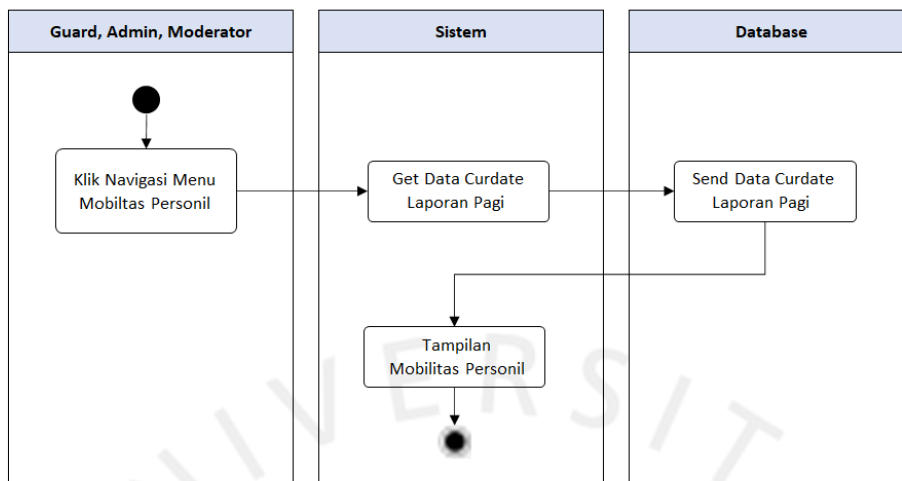 Guard, Admin, Moderator
Sistem
Database
Klik Navigasi Menu
Mobiltas Personil
Get Data Curdate
Laporan Pagi
Send Data Curdate
Laporan Pagi
Tampilan
Mobilitas Personil
NIVERSIT